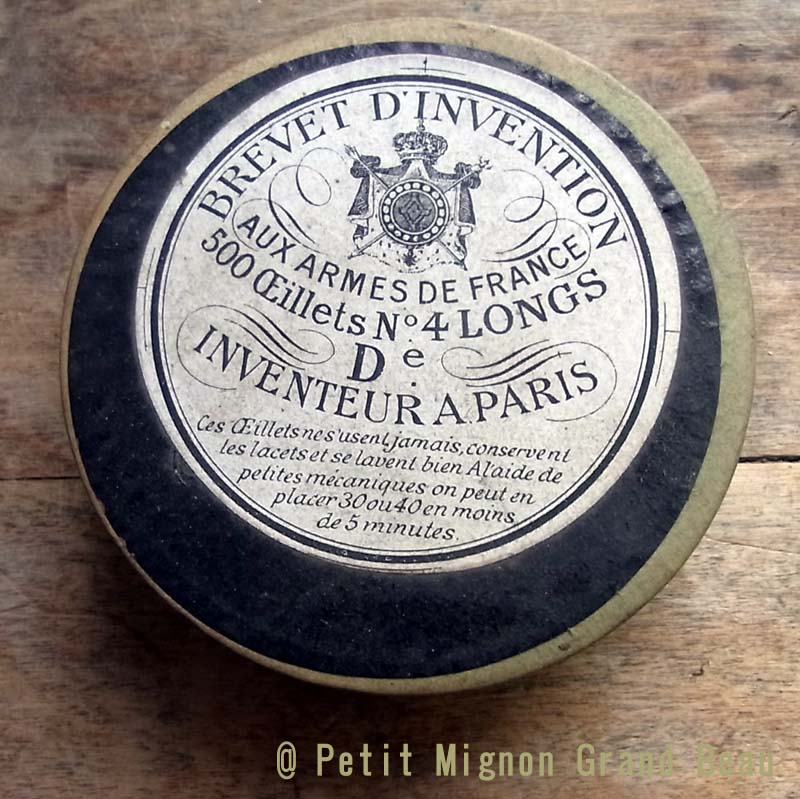 BREVET D'INVENTION
AUX ARMES DE FRANCE
500 Œillets No. 4 LONGS
De.
INVENTEUR A PARIS
Ces Œillets ne s'usent jamais, conservent
les lacets et se lavent bien A laide de
petites mecaniques on peut en
placer 30 ou 40 en moins
de 5 minutes.
@ Petit Mignon Grand Beau